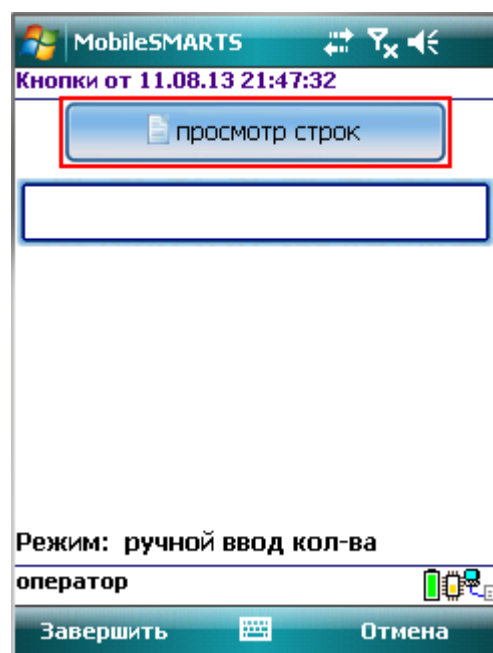 MobileSMARTS
Кнопки от 11.08.13 21:47:32
просмотр строк
Режим: ручной ввод кол-ва
оператор
Завершить Отмена